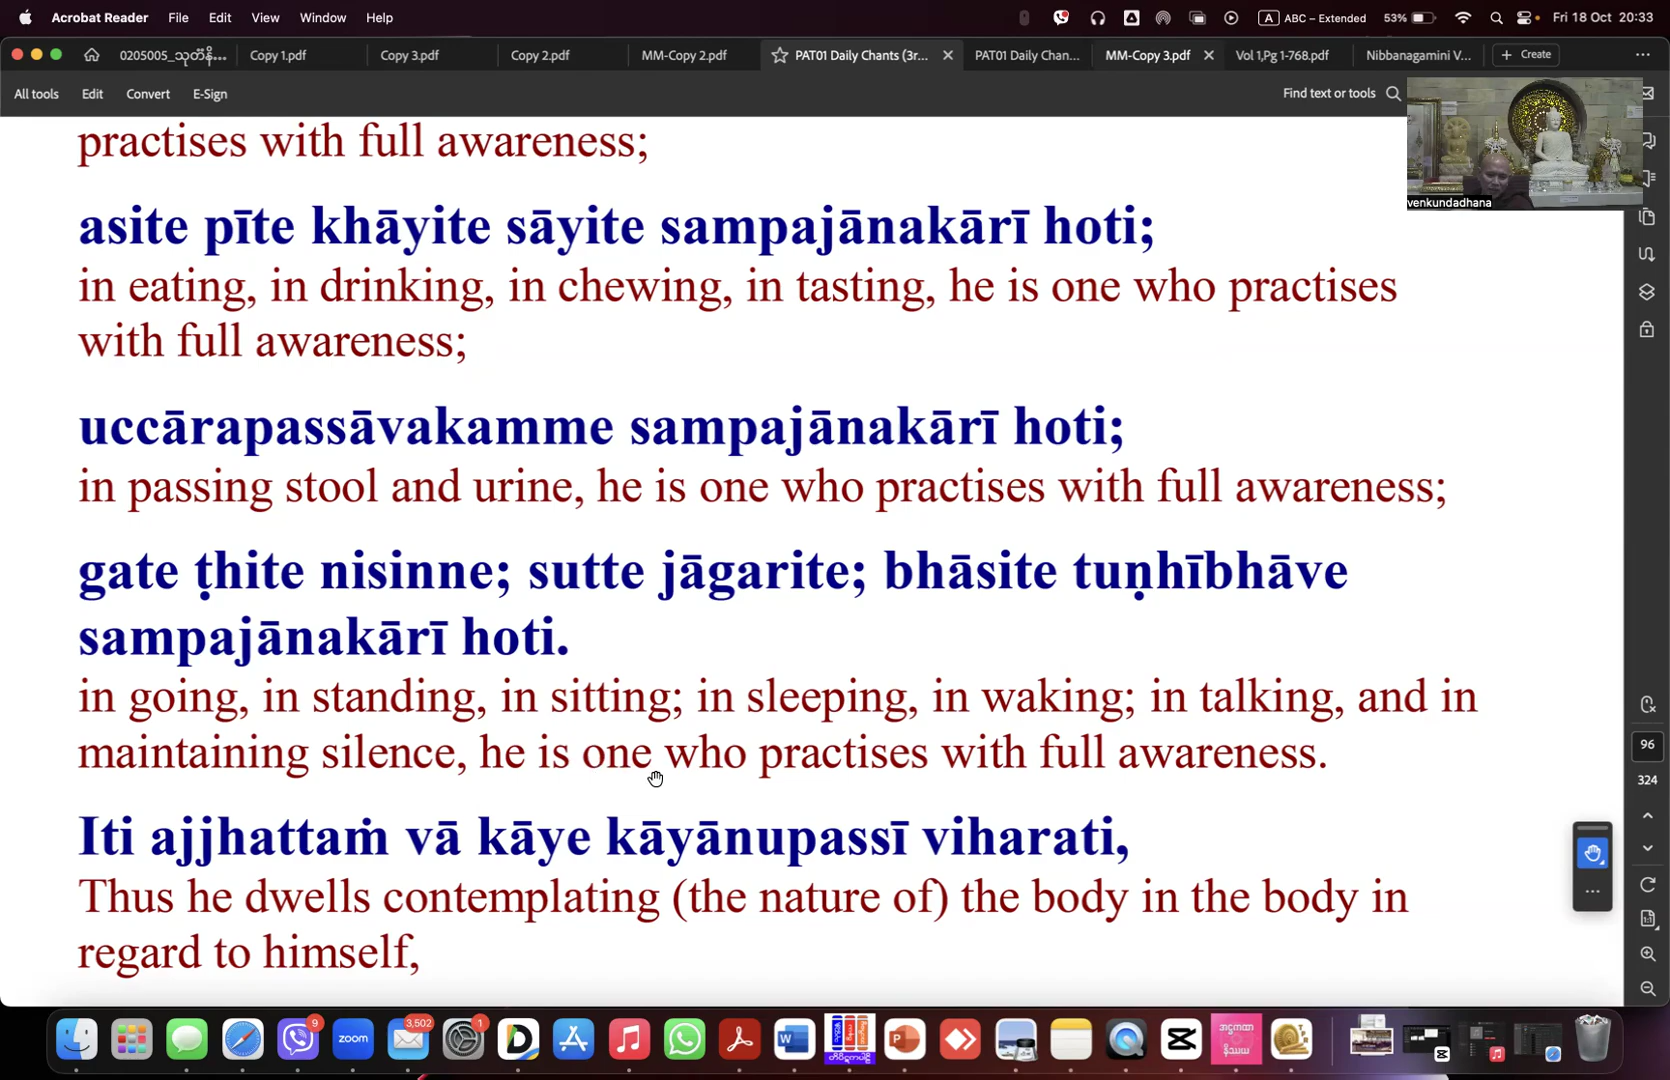 Acrobat Reader File Edit View Window Help
A ABC – Extended 53% Fri 18 Oct 20:33
Copy 1.pdf Copy 3.pdf Copy 2.pdf MM-Copy 2.pdf PAT01 Daily Chants (3r... PAT01 Daily Chan... MM-Copy 3.pdf Vol 1,Pg 1-768.pdf Nibbanagamini V... + Create
All tools Edit Convert E-Sign Find text or tools
venkundadhana
practises with full awareness;
asite pīte khāyite sāyite sampajānakārī hoti;
in eating, in drinking, in chewing, in tasting, he is one who practises
with full awareness;
uccārapassāvakamme sampajānakārī hoti;
in passing stool and urine, he is one who practises with full awareness;
gate ṭhite nisinne; sutte jāgarite; bhāsite tuṇhībhāve
sampajānakārī hoti.
in going, in standing, in sitting; in sleeping, in waking; in talking, and in
maintaining silence, he is one who practises with full awareness.
Iti ajjhattaṁ vā kāye kāyānupassī viharati,
Thus he dwells contemplating (the nature of) the body in the body in
regard to himself,
96
324
9 zoom 3,502 1